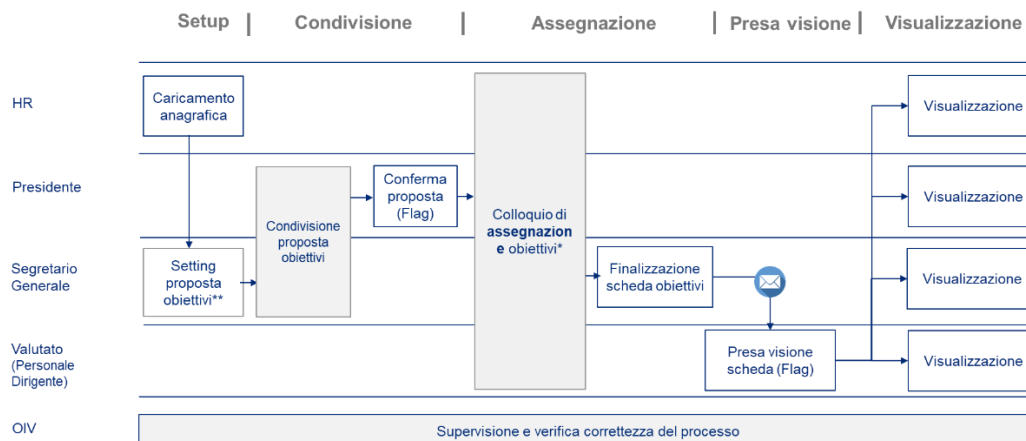 Setup | Condivisione | Assegnazione | Presa visione | Visualizzazione
HR
Caricamento
anagrafica
Visualizzazione
Presidente
Condivisione
proposta
obiettivi
Conferma
proposta
(Flag)
Colloquio di
assegnazion
e obiettivi*
Visualizzazione
Segretario
Generale
Setting
proposta
obiettivi**
Finalizzazione
scheda obiettivi
Visualizzazione
Valutato
(Personale
Dirigente)
Presa visione
scheda (Flag)
Visualizzazione
OIV
Supervisione e verifica correttezza del processo